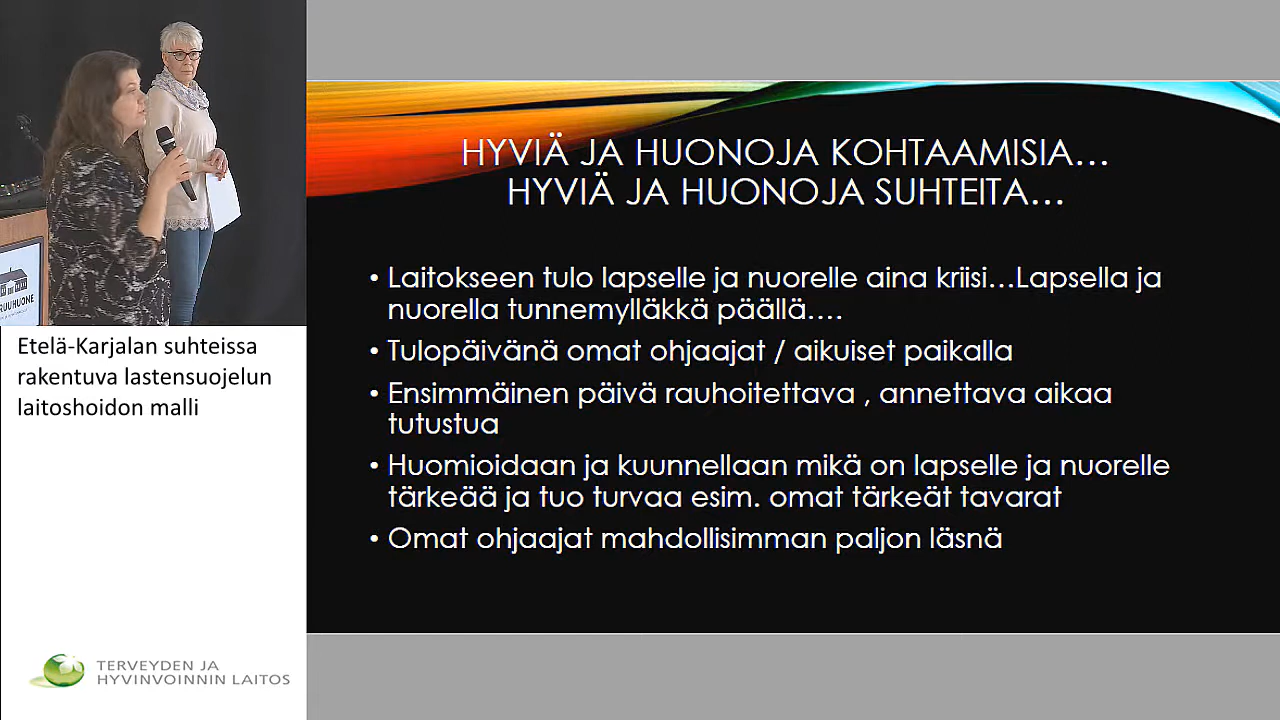 HYVIÄ JA HUONOJA KOHTAAMISIA...
HYVIÄ JA HUONOJA SUHTEITA...
• Laitokseen tulo lapselle ja nuorelle aina kriisi...Lapsella ja
nuorella tunnemylläkkä päällä....
• Tulopäivänä omat ohjaajat / aikuiset paikalla
• Ensimmäinen päivä rauhoitettava , annettava aikaa
tutustua
• Huomioidaan ja kuunnellaan mikä on lapselle ja nuorelle
tärkeää ja tuo turvaa esim. omat tärkeät tavarat
• Omat ohjaajat mahdollisimman paljon läsnä
RUUHUONE
Etelä-Karjalan suhteissa
rakentuva lastensuojelun
laitoshoidon malli
TERVEYDEN JA
HYVINVOINNIN LAITOS